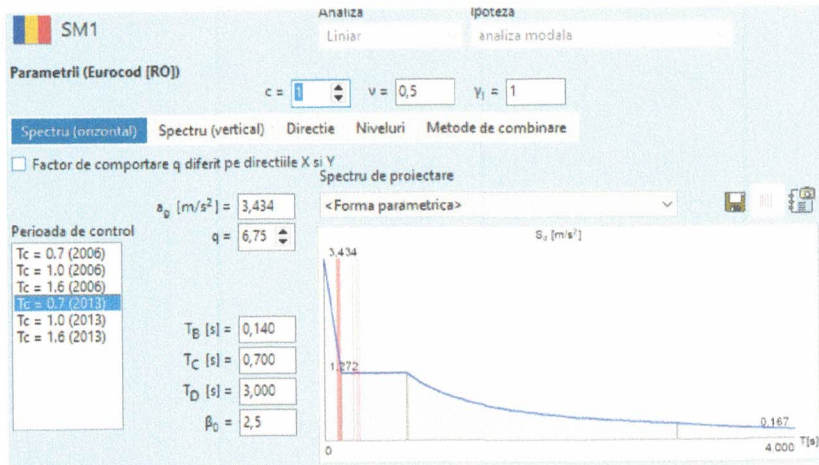 Analiza Ipoteza
SM1 Liniar analiza modala
Parametrii (Eurocod [RO])
c = 1 ν = 0,5 γI = 1
Spectru (orizontal) Spectru (vertical) Directie Niveluri Metode de combinare
Factor de comportare q diferit pe directiile X si Y
Spectru de proiectare
ag [m/s²] = 3,434 <Forma parametrica>
Perioada de control q = 6,75 Sd [m/s²]
Tc = 0.7 (2006) 3,434
Tc = 1.0 (2006)
Tc = 1.6 (2006)
Tc = 0.7 (2013)
Tc = 1.0 (2013) TB [s] = 0,140
Tc = 1.6 (2013)
TC [s] = 0,700 1,272
TD [s] = 3,000
β0 = 2,5 0,167
0 4,000 T[s]